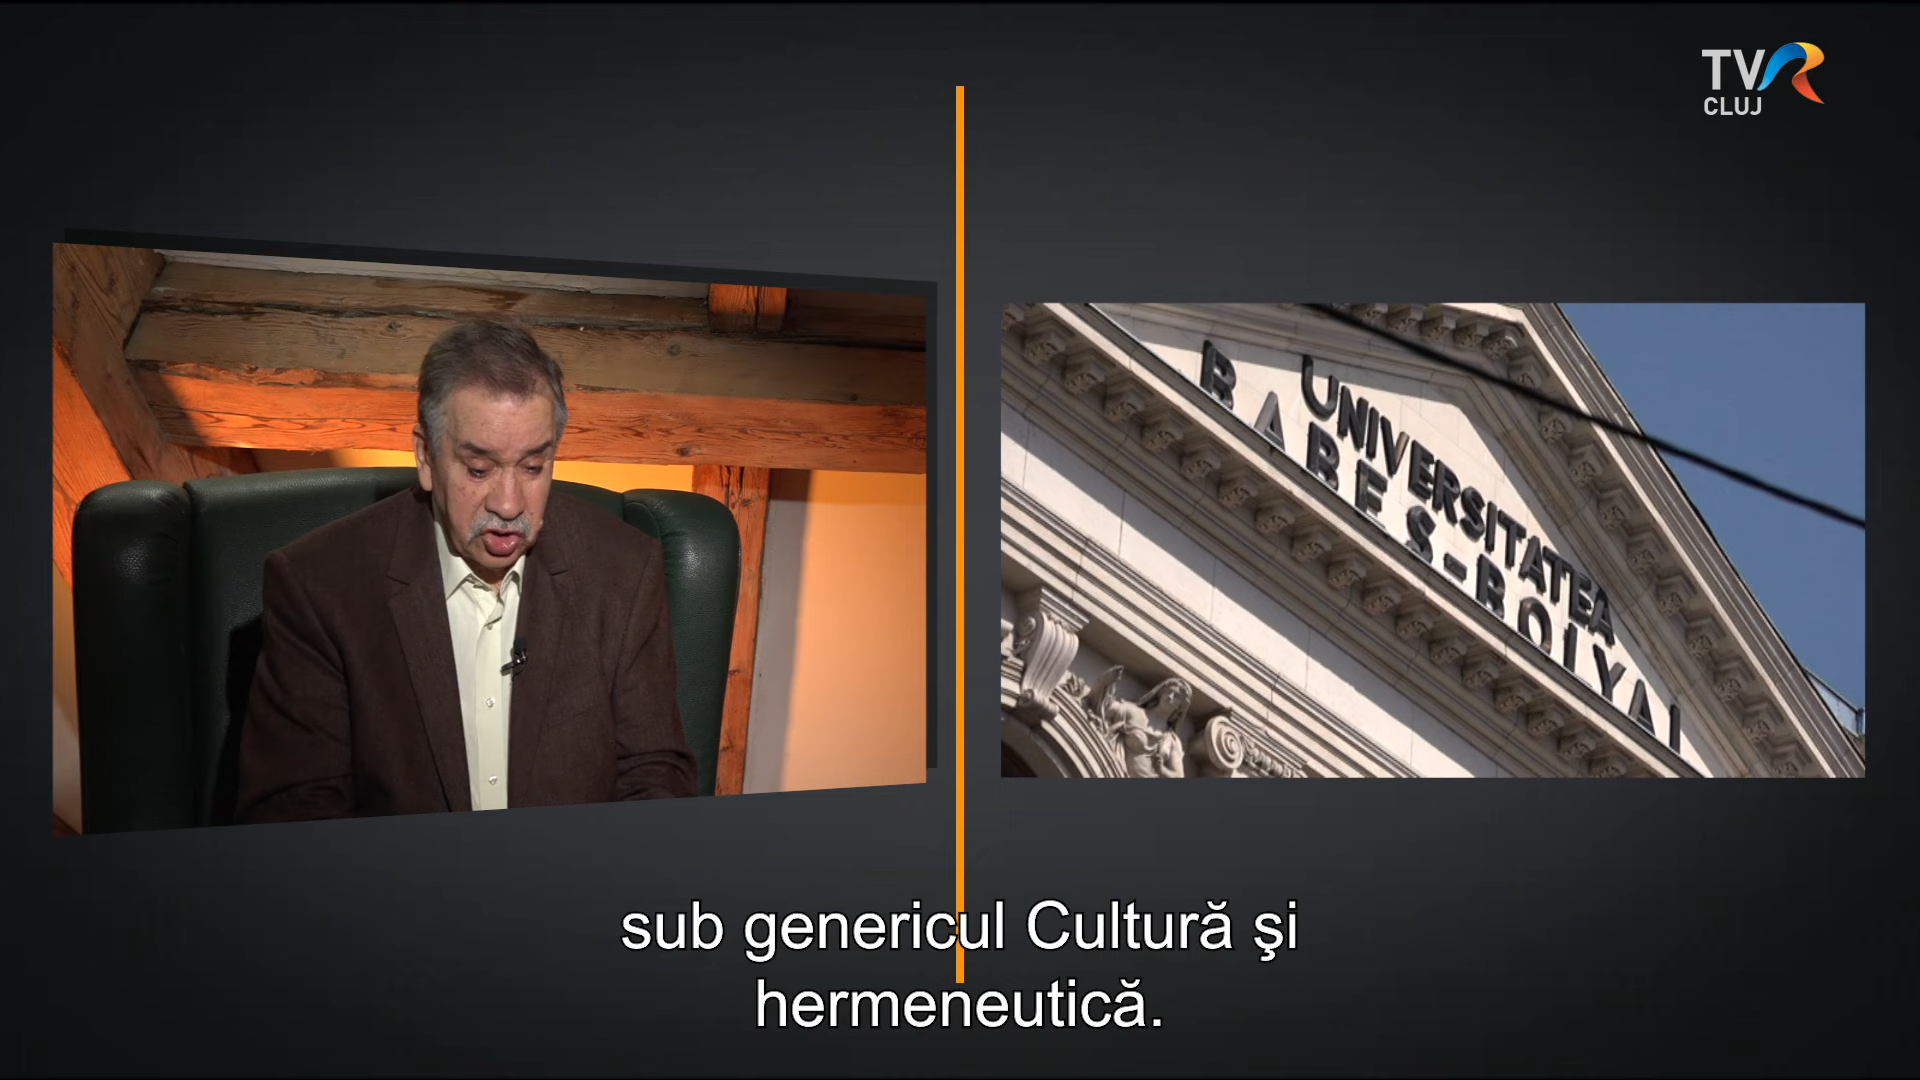 TVR
CLUJ
UNIVERSITATEA
BABEȘ-BOLYAI
sub genericul Cultură şi
hermeneutică.